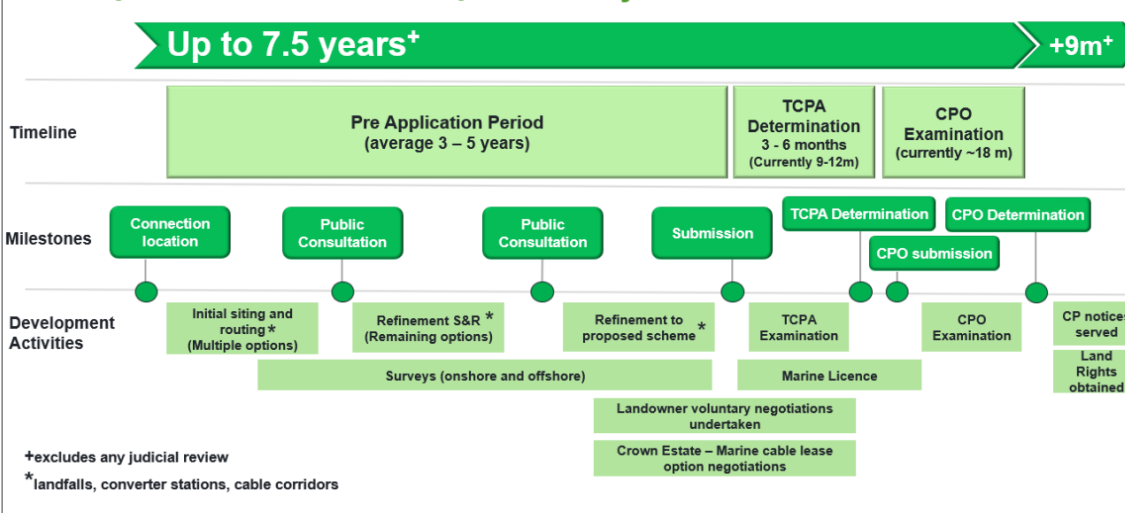 Up to 7.5 years+
+9m+
Timeline
Pre Application Period
(average 3 – 5 years)
TCPA
Determination
3 - 6 months
(Currently 9-12m)
CPO
Examination
(currently ~18 m)
Milestones
Connection
location
Public
Consultation
Public
Consultation
Submission
TCPA Determination
CPO submission
CPO Determination
Development
Activities
Initial siting and
routing*
(Multiple options)
Refinement S&R *
(Remaining options)
Refinement to
proposed scheme *
TCPA
Examination
CPO
Examination
CP notices
served
Surveys (onshore and offshore)
Marine Licence
Land
Rights
obtained
Landowner voluntary negotiations
undertaken
Crown Estate – Marine cable lease
option negotiations
+excludes any judicial review
*landfalls, converter stations, cable corridors